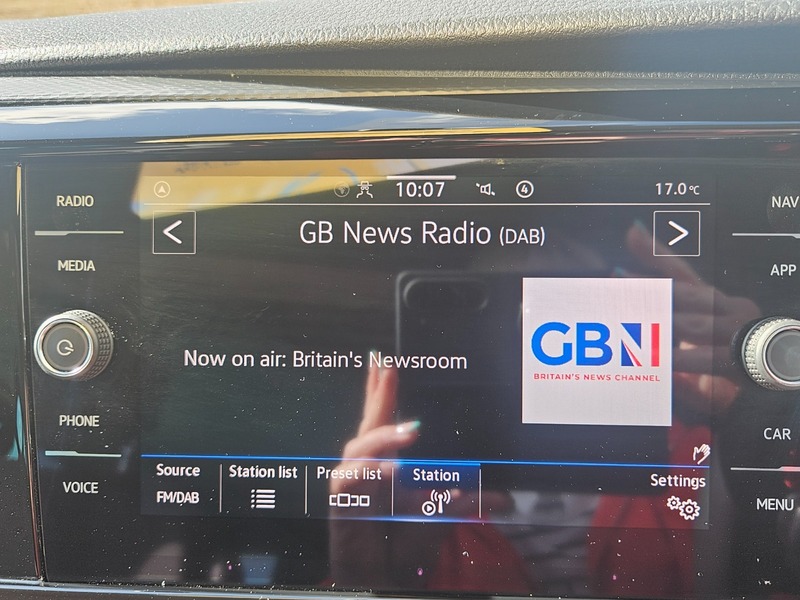 RADIO
MEDIA
PHONE
VOICE
10:07
4
17.0°C
GB News Radio (DAB)
Now on air: Britain's Newsroom
GBN
BRITAIN'S NEWS CHANNEL
Source
FM/DAB
Station list
Preset list
Station
Settings
NAV
APP
CAR
MENU